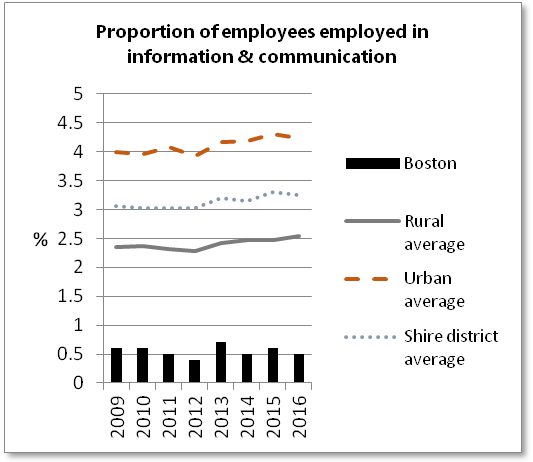 Proportion of employees employed in
information & communication
5
4.5
4
3.5
3
2.5
2
1.5
1
0.5
0
%
2009
2010
2011
2012
2013
2014
2015
2016
Boston
Rural
average
Urban
average
Shire district
average